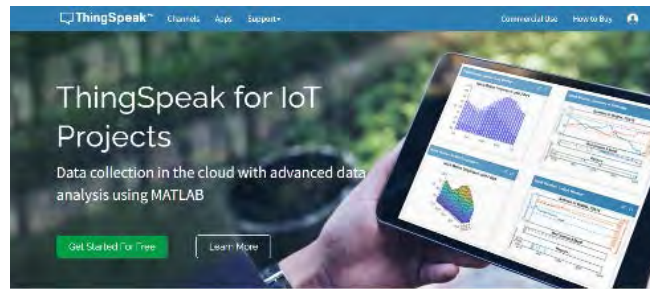 ThingSpeak™ Channels Apps Support Commercial Use How to Buy
ThingSpeak for IoT
Projects
Data collection in the cloud with advanced data
analysis using MATLAB
Get Started For Free Learn More